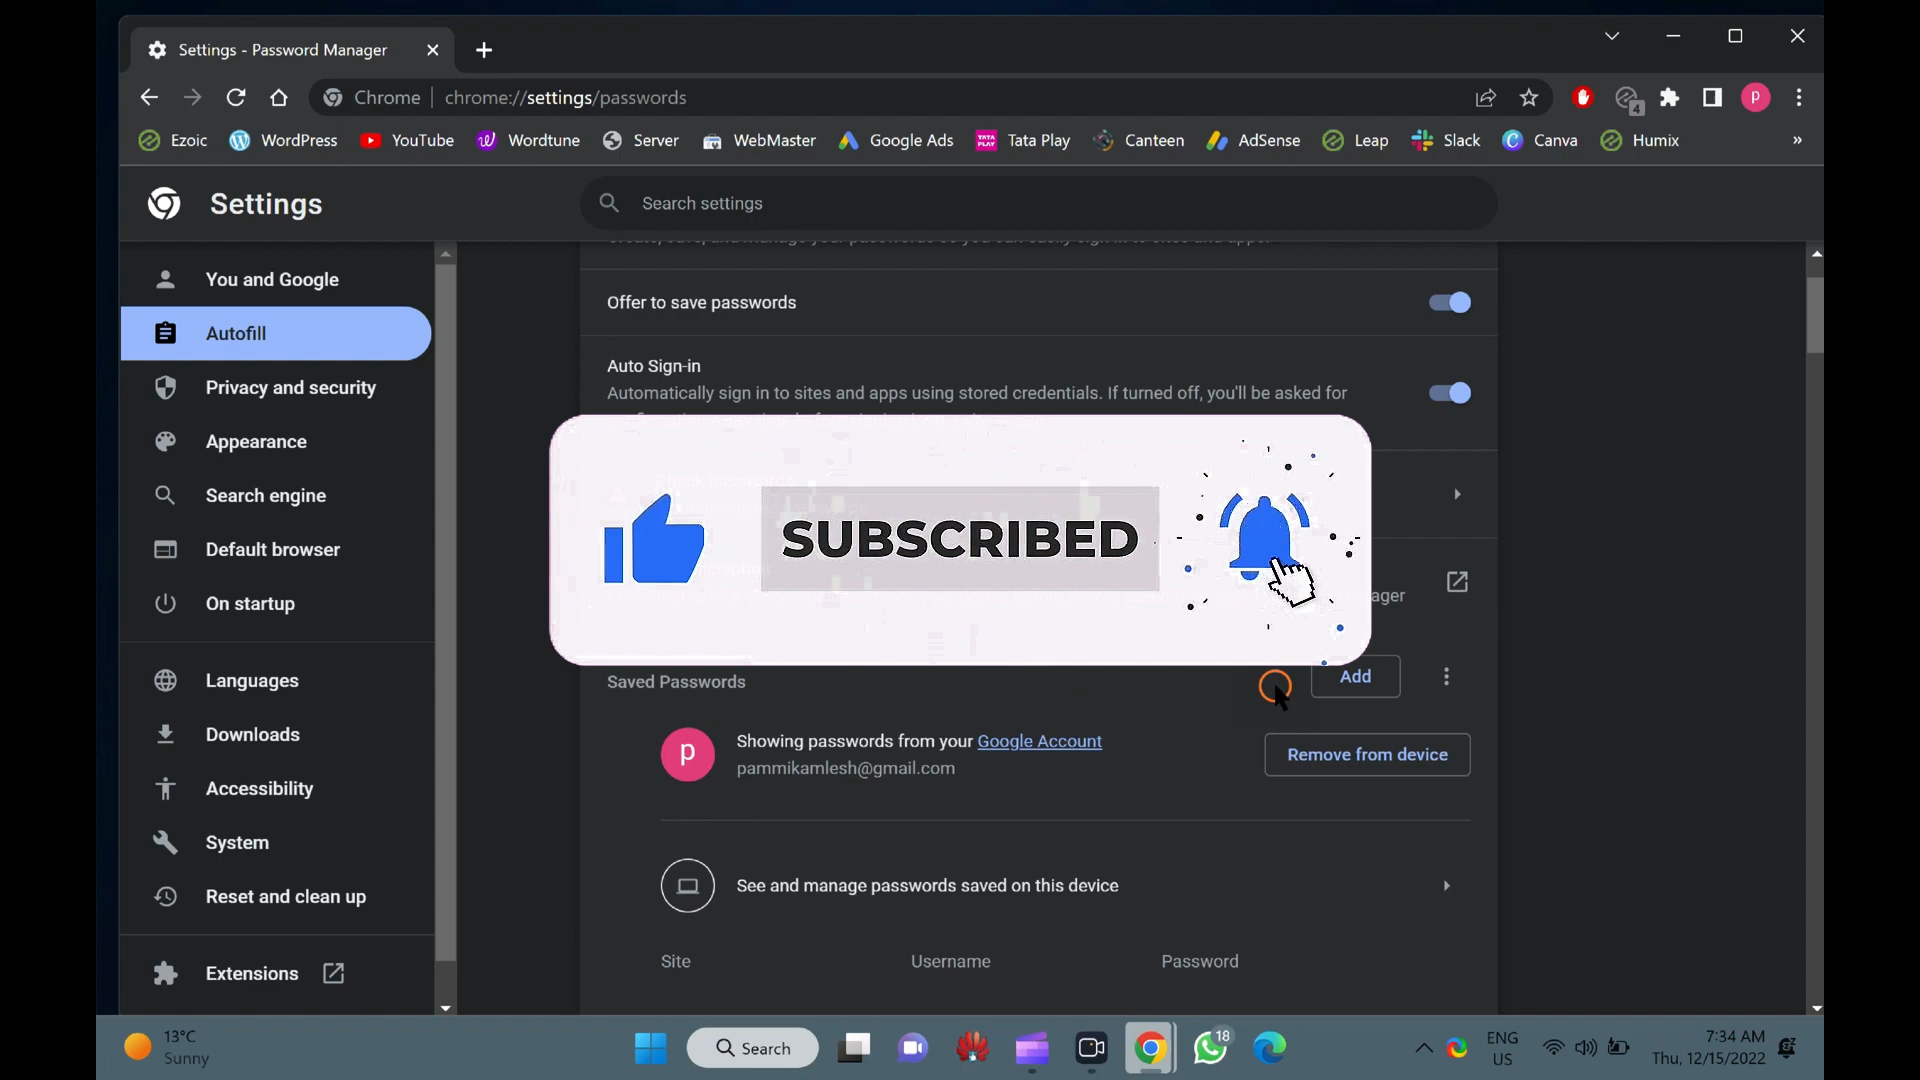 Settings - Password Manager
Chrome
chrome://settings/passwords
4
P
Ezoic
WordPress
YouTube
Wordtune
Server
WebMaster
Google Ads
TATA PLAY
Tata Play
Canteen
AdSense
Leap
Slack
Canva
Humix
»
Settings
Search settings
You and Google
Autofill
Privacy and security
Appearance
Search engine
Default browser
On startup
Languages
Downloads
Accessibility
System
Reset and clean up
Extensions
Offer to save passwords
Auto Sign-in
Automatically sign in to sites and apps using stored credentials. If turned off, you'll be asked for
SUBSCRIBED
Saved Passwords
Add
p
Showing passwords from your Google Account
pammikamlesh@gmail.com
Remove from device
See and manage passwords saved on this device
Site
Username
Password
13°C
Sunny
Search
18
ENG
US
7:34 AM
Thu, 12/15/2022